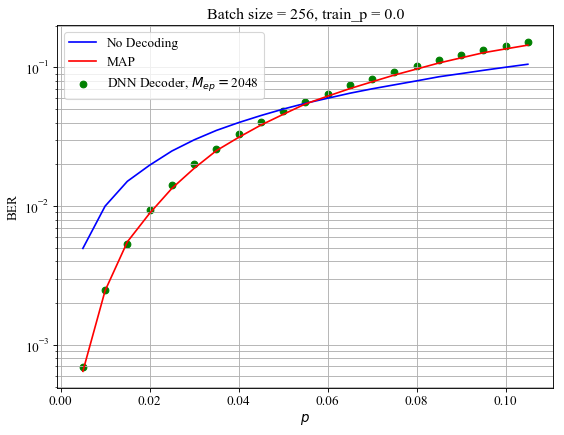 Batch size = 256, train_p = 0.0
No Decoding
MAP
DNN Decoder, M_ep = 2048
BER
10⁻¹
10⁻²
10⁻³
0.00 0.02 0.04 0.06 0.08 0.10
p